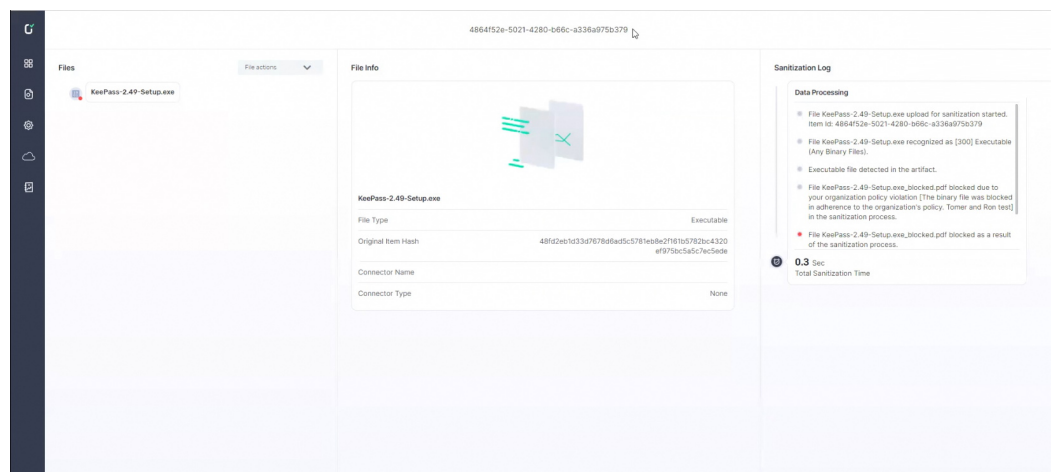 4864f52e-5021-4280-b66c-a336a975b379
Files
File actions
KeePass-2.49-Setup.exe
File Info
KeePass-2.49-Setup.exe
File Type
Executable
Original Item Hash
48fd2eb1d33d7678d6ad5c5781eb8e2f161b5782bc4320
ef975bc5a5c7ec5ede
Connector Name
Connector Type
None
Sanitization Log
Data Processing
File KeePass-2.49-Setup.exe upload for sanitization started.
Item Id: 4864f52e-5021-4280-b66c-a336a975b379
File KeePass-2.49-Setup.exe recognized as [300] Executable
(Any Binary Files).
Executable file detected in the artifact.
File KeePass-2.49-Setup.exe_blocked.pdf blocked due to
your organization policy violation [The binary file was blocked
in adherence to the organization's policy. Tomer and Ron test]
in the sanitization process.
File KeePass-2.49-Setup.exe_blocked.pdf blocked as a result
of the sanitization process.
0.3 Sec
Total Sanitization Time